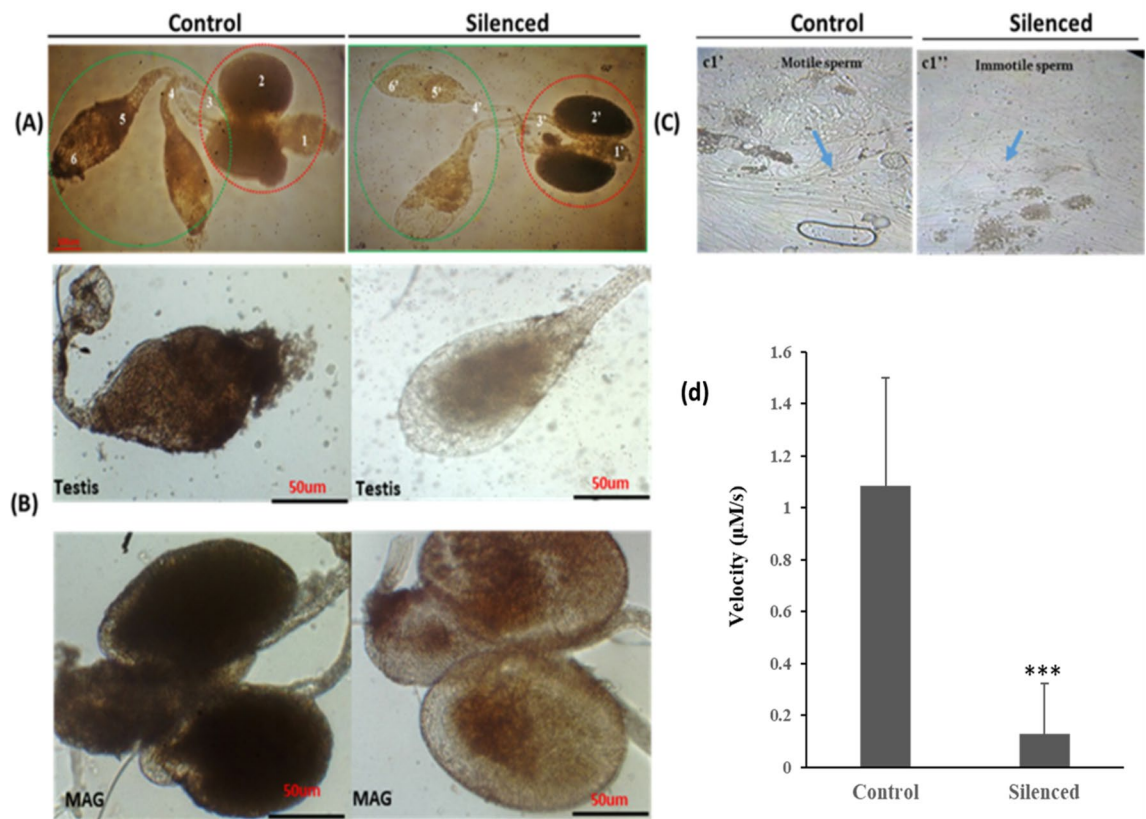 Control Silenced
(A)
1
2
3
4
5
6
1'
2'
3'
4'
5'
6'
(B)
Testis 50um
Testis 50um
MAG 50um
MAG 50um
Control Silenced
(C)
c1' Motile sperm
c1'' Immotile sperm
(d)
Velocity (µM/s)
1.6
1.4
1.2
1
0.8
0.6
0.4
0.2
0
***
Control Silenced